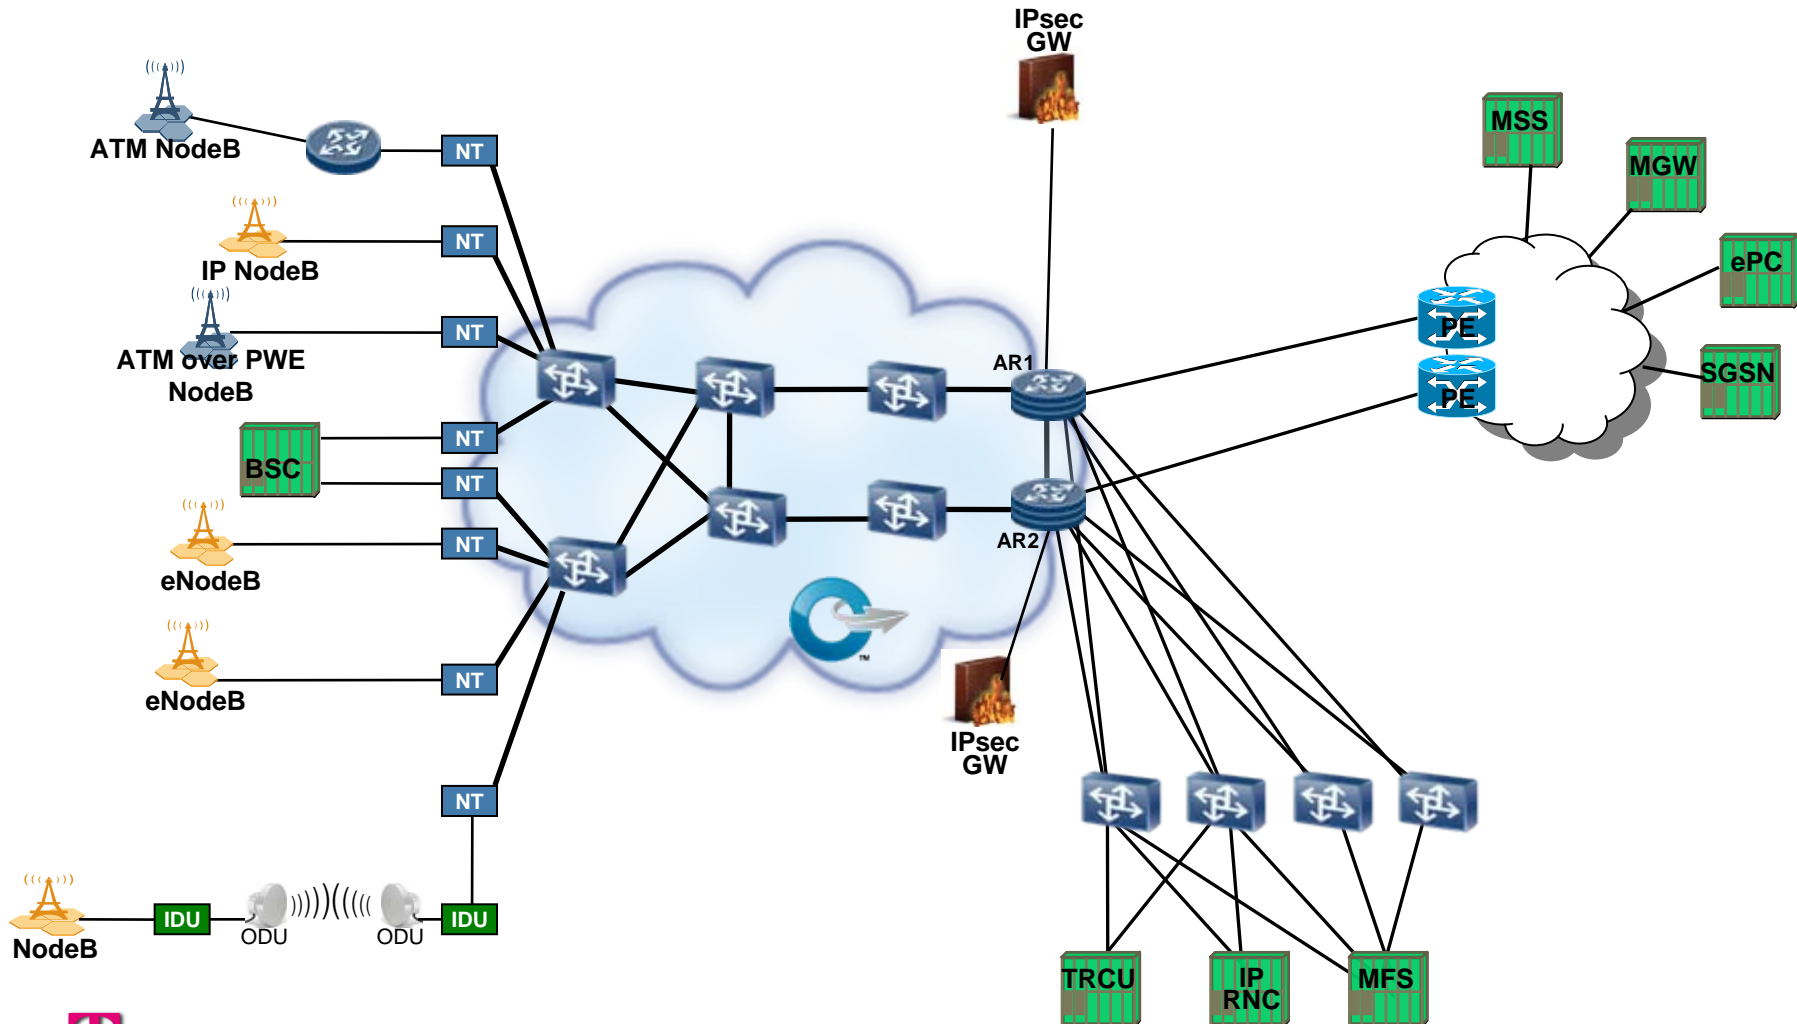 IPsec
GW
ATM NodeB
NT
MSS
MGW
IP NodeB
NT
ePC
ATM over PWE
NodeB
NT
AR1
PE
PE
SGSN
BSC
NT
NT
AR2
eNodeB
NT
eNodeB
NT
™
IPsec
GW
NT
NodeB
IDU
ODU
ODU
IDU
TRCU
IP
RNC
MFS